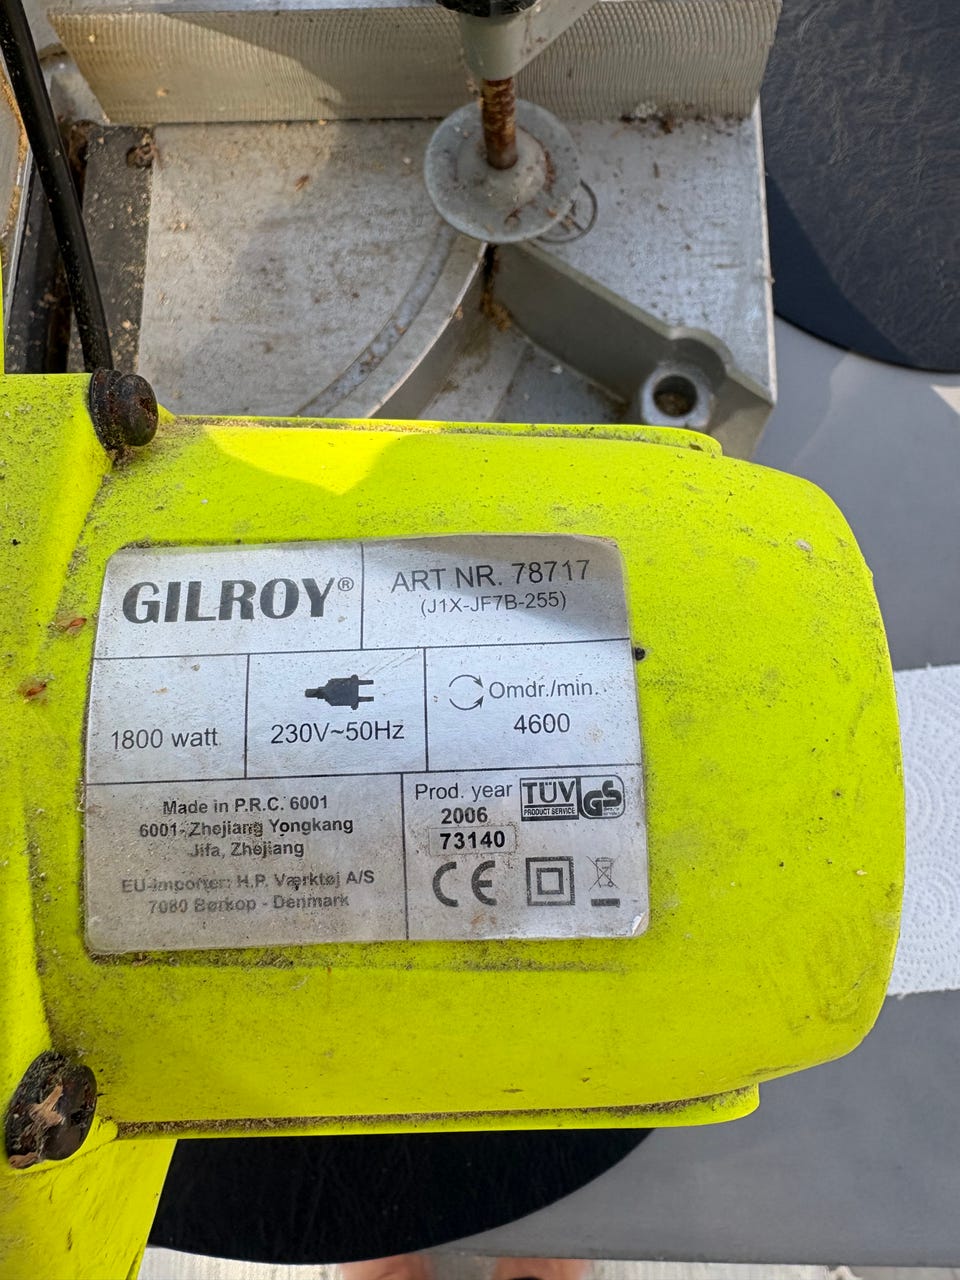 GILROY®
ART NR. 78717
(J1X-JF7B-255)
1800 watt
230V~50Hz
Omdr./min.
4600
Made in P.R.C. 6001
6001- Zhejiang Yongkang
Jifa, Zhejiang
EU-Importer: H.P. Værktøj A/S
7080 Børkop - Denmark
Prod. year
2006
73140
TÜV
PRODUCT SERVICE
GS
CE